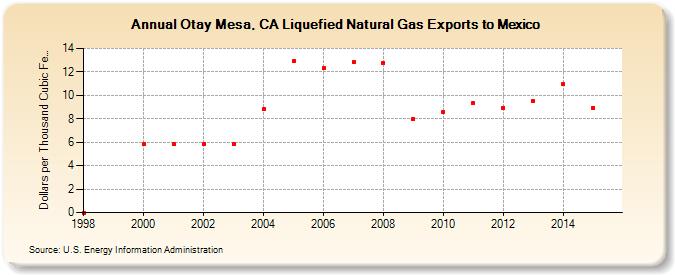 Annual Otay Mesa, CA Liquefied Natural Gas Exports to Mexico
Dollars per Thousand Cubic Fe...
14
12
10
8
6
4
2
0
1998 2000 2002 2004 2006 2008 2010 2012 2014
Source: U.S. Energy Information Administration